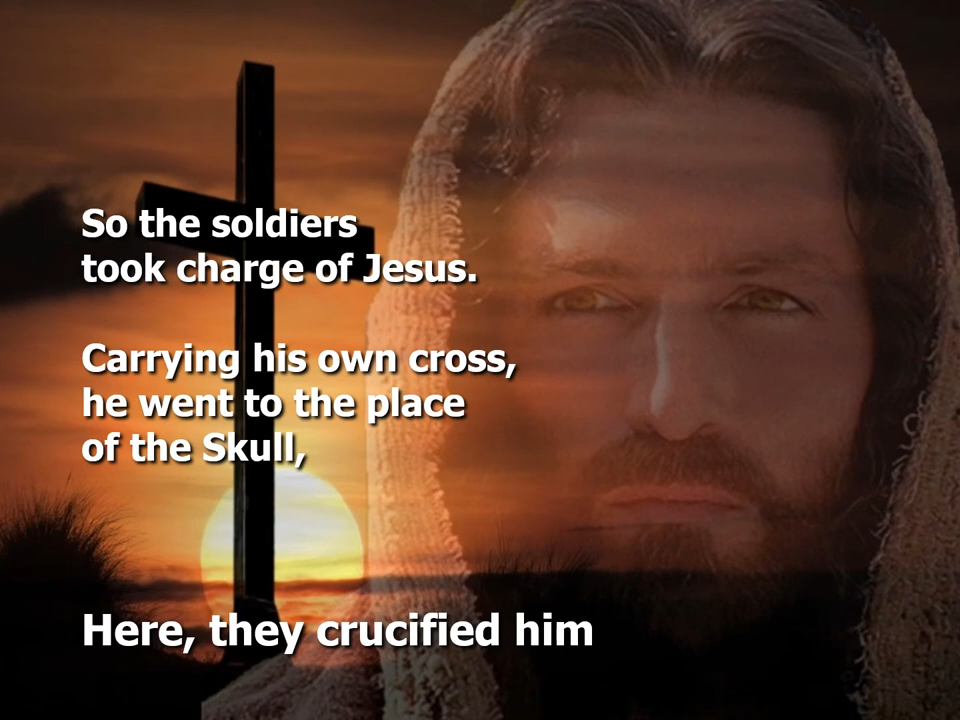 So the soldiers
took charge of Jesus.
Carrying his own cross,
he went to the place
of the Skull,
Here, they crucified him